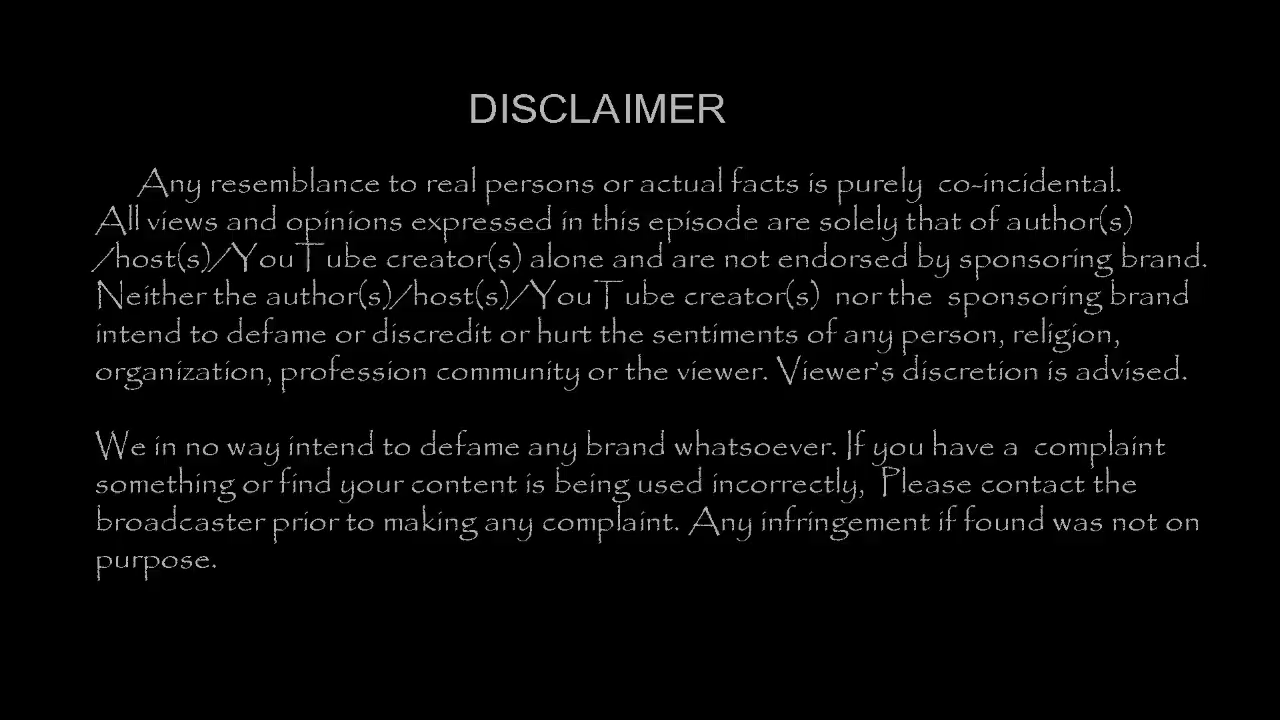 DISCLAIMER
Any resemblance to real persons or actual facts is purely co-incidental.
All views and opinions expressed in this episode are solely that of author(s)
/host(s)/YouTube creator(s) alone and are not endorsed by sponsoring brand.
Neither the author(s)/host(s)/YouTube creator(s) nor the sponsoring brand
intend to defame or discredit or hurt the sentiments of any person, religion,
organization, profession community or the viewer. Viewer's discretion is advised.
We in no way intend to defame any brand whatsoever. If you have a complaint
something or find your content is being used incorrectly, Please contact the
broadcaster prior to making any complaint. Any infringement if found was not on
purpose.